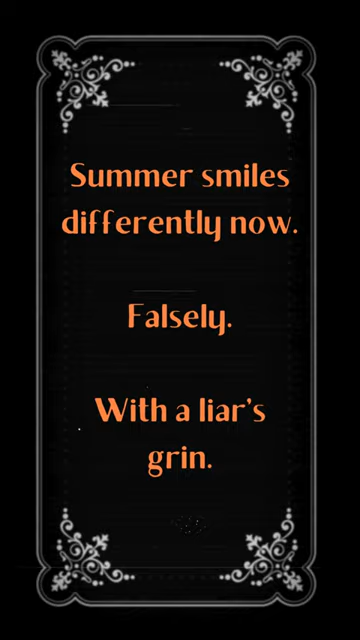 Summer smiles
differently now.
Falsely.
With a liar's
grin.